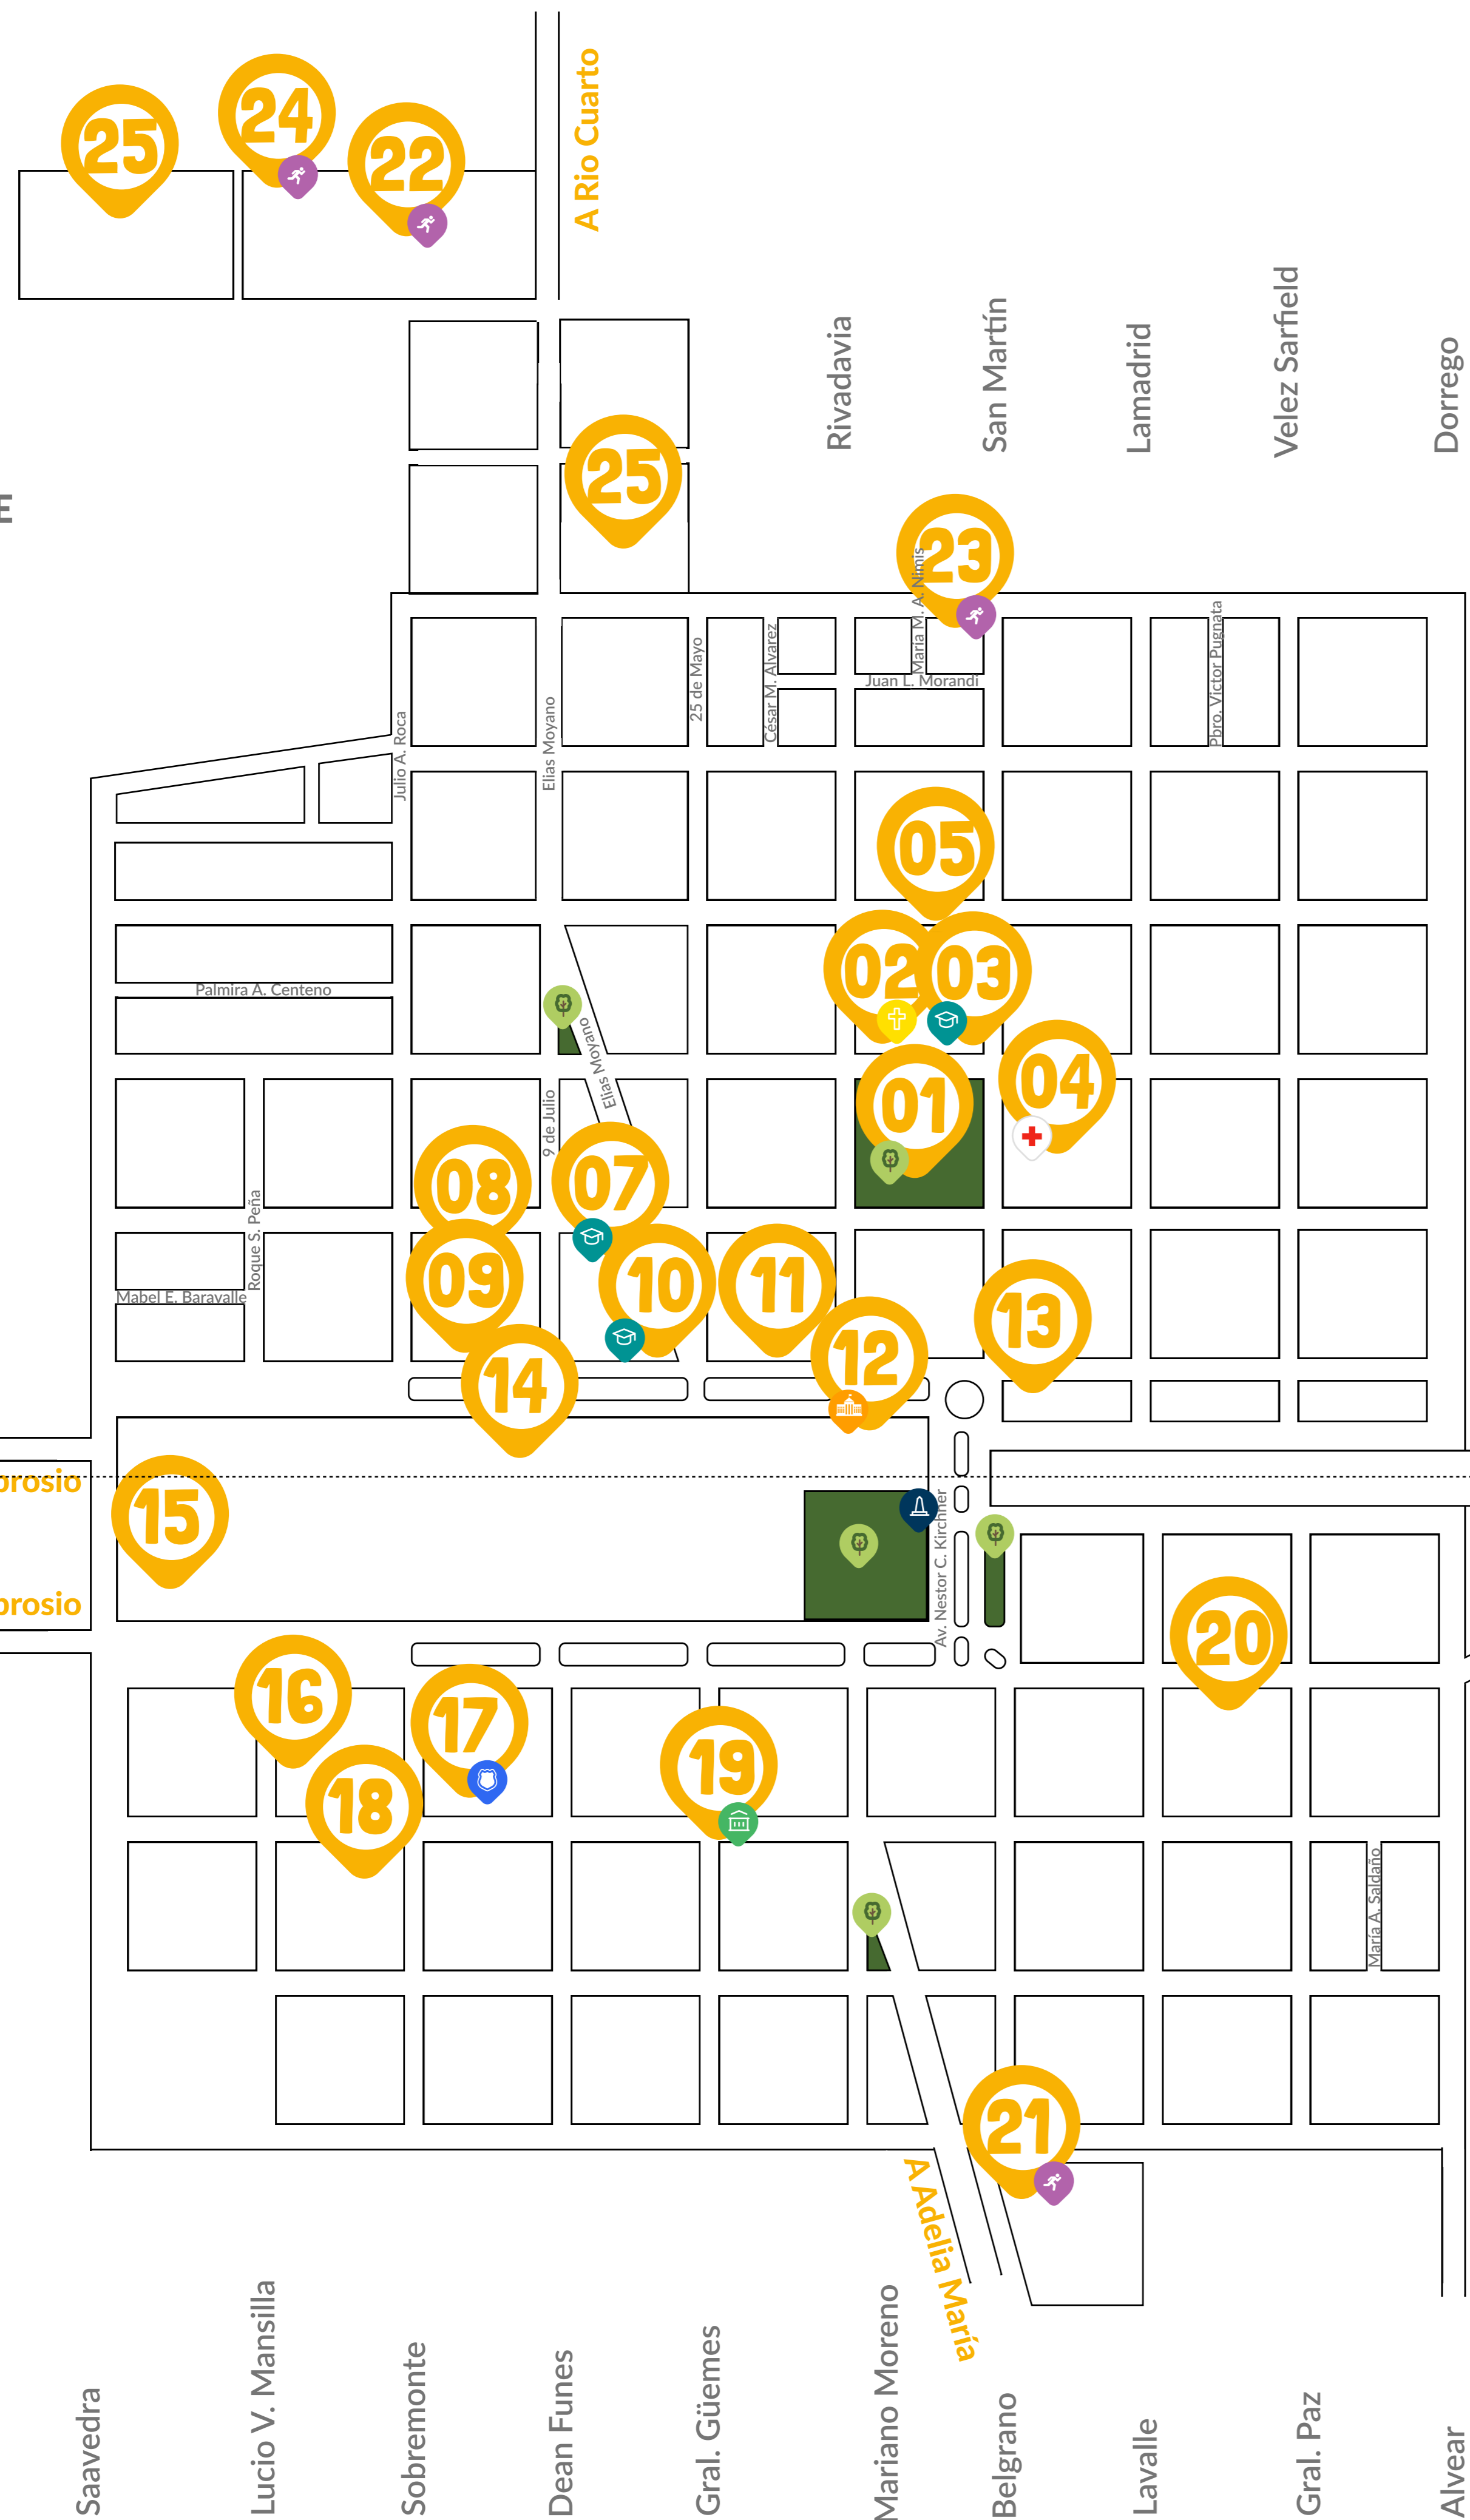 24
25
22
A Rio Cuarto
Rivadavia
San Martín
Lamadrid
Velez Sarfield
Dorrego
E
25
23
Maria M. A. Nimis
Juan L. Morandi
25 de Mayo
César M. Alvarez
Pbro. Victor Pugnata
Julio A. Roca
Elias Moyano
05
02
03
Palmira A. Centeno
Elias Moyano
01
04
9 de Julio
08
07
Roque S. Peña
09
10
11
Mabel E. Baravalle
13
12
14
brosio
15
Av. Nestor C. Kirchner
brosio
20
16
17
19
18
María A. Saldaño
21
A Adelia María
Saavedra
Lucio V. Mansilla
Sobremonte
Dean Funes
Gral. Güemes
Mariano Moreno
Belgrano
Lavalle
Gral. Paz
Alvear